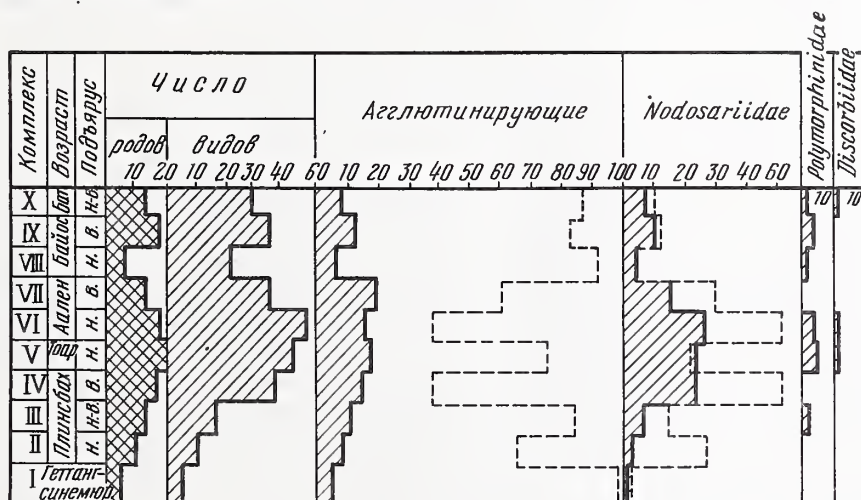 Комплекс
Возраст
Подъярус
Число
родов
видов
Агглютинирующие
Nodosariidae
Polymorphinidae
Discorbiidae
10 20 10 20 30 40 60 10 20 30 40 50 60 70 80 90 100 10 20 40 60
10 10
X Бат н-в.
IX Байос в.
VIII н.
VII Аален в.
VI н.
V Тоар н.
IV Плинсбах в.
III н-в.
II н.
I Геттанг-
синемюр